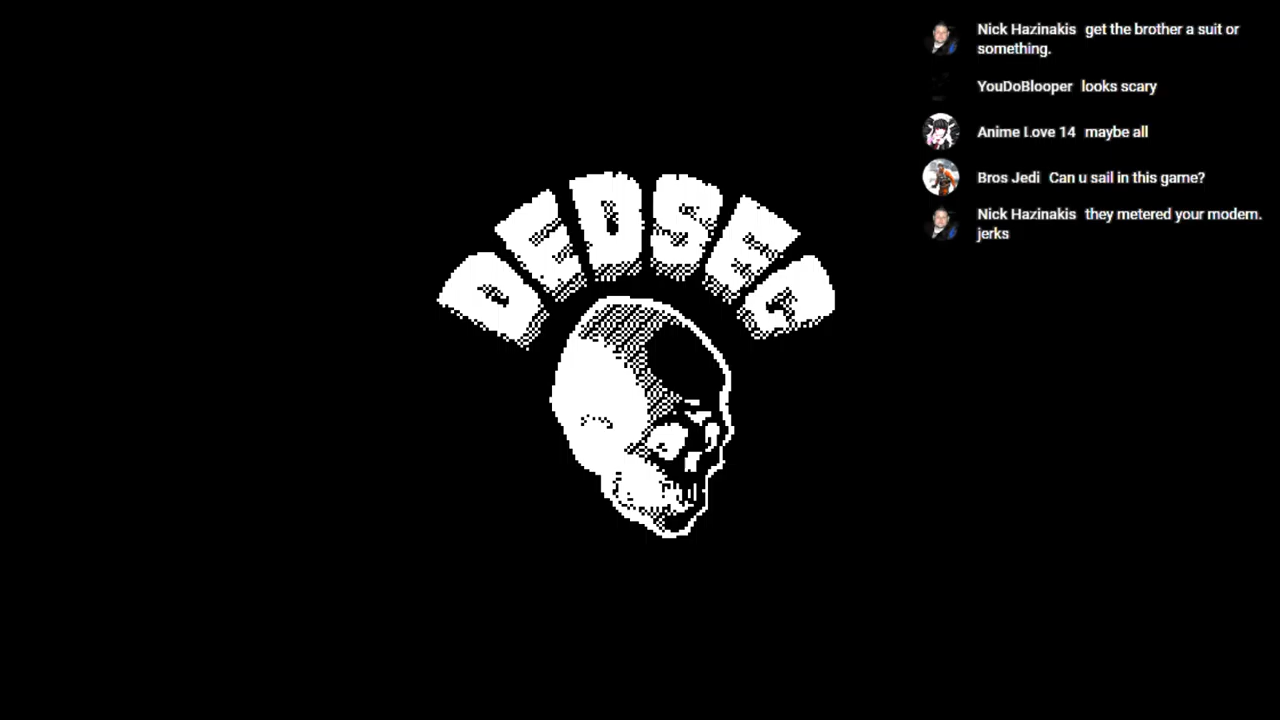 Nick Hazinakis get the brother a suit or
something.
YouDoBlooper looks scary
Anime Love 14 maybe all
Bros Jedi Can u sail in this game?
Nick Hazinakis they metered your modem.
jerks
DEDSEC